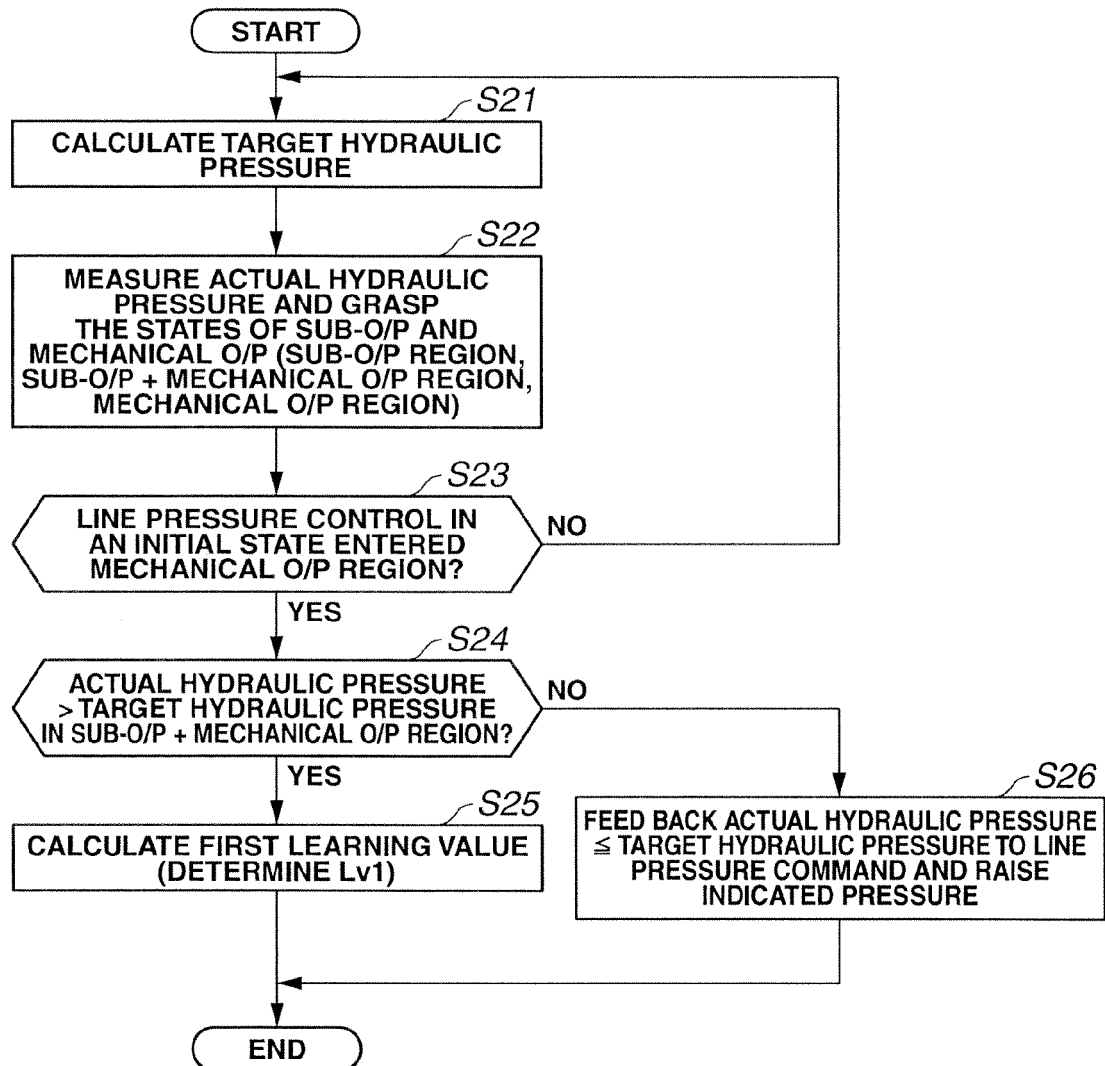 START
S21
CALCULATE TARGET HYDRAULIC
PRESSURE
S22
MEASURE ACTUAL HYDRAULIC
PRESSURE AND GRASP
THE STATES OF SUB-O/P AND
MECHANICAL O/P (SUB-O/P REGION,
SUB-O/P + MECHANICAL O/P REGION,
MECHANICAL O/P REGION)
S23
LINE PRESSURE CONTROL IN
AN INITIAL STATE ENTERED
MECHANICAL O/P REGION?
NO
YES
S24
ACTUAL HYDRAULIC PRESSURE
> TARGET HYDRAULIC PRESSURE
IN SUB-O/P + MECHANICAL O/P REGION?
NO
YES
S25
CALCULATE FIRST LEARNING VALUE
(DETERMINE Lv1)
S26
FEED BACK ACTUAL HYDRAULIC PRESSURE
≦ TARGET HYDRAULIC PRESSURE TO LINE
PRESSURE COMMAND AND RAISE
INDICATED PRESSURE
END